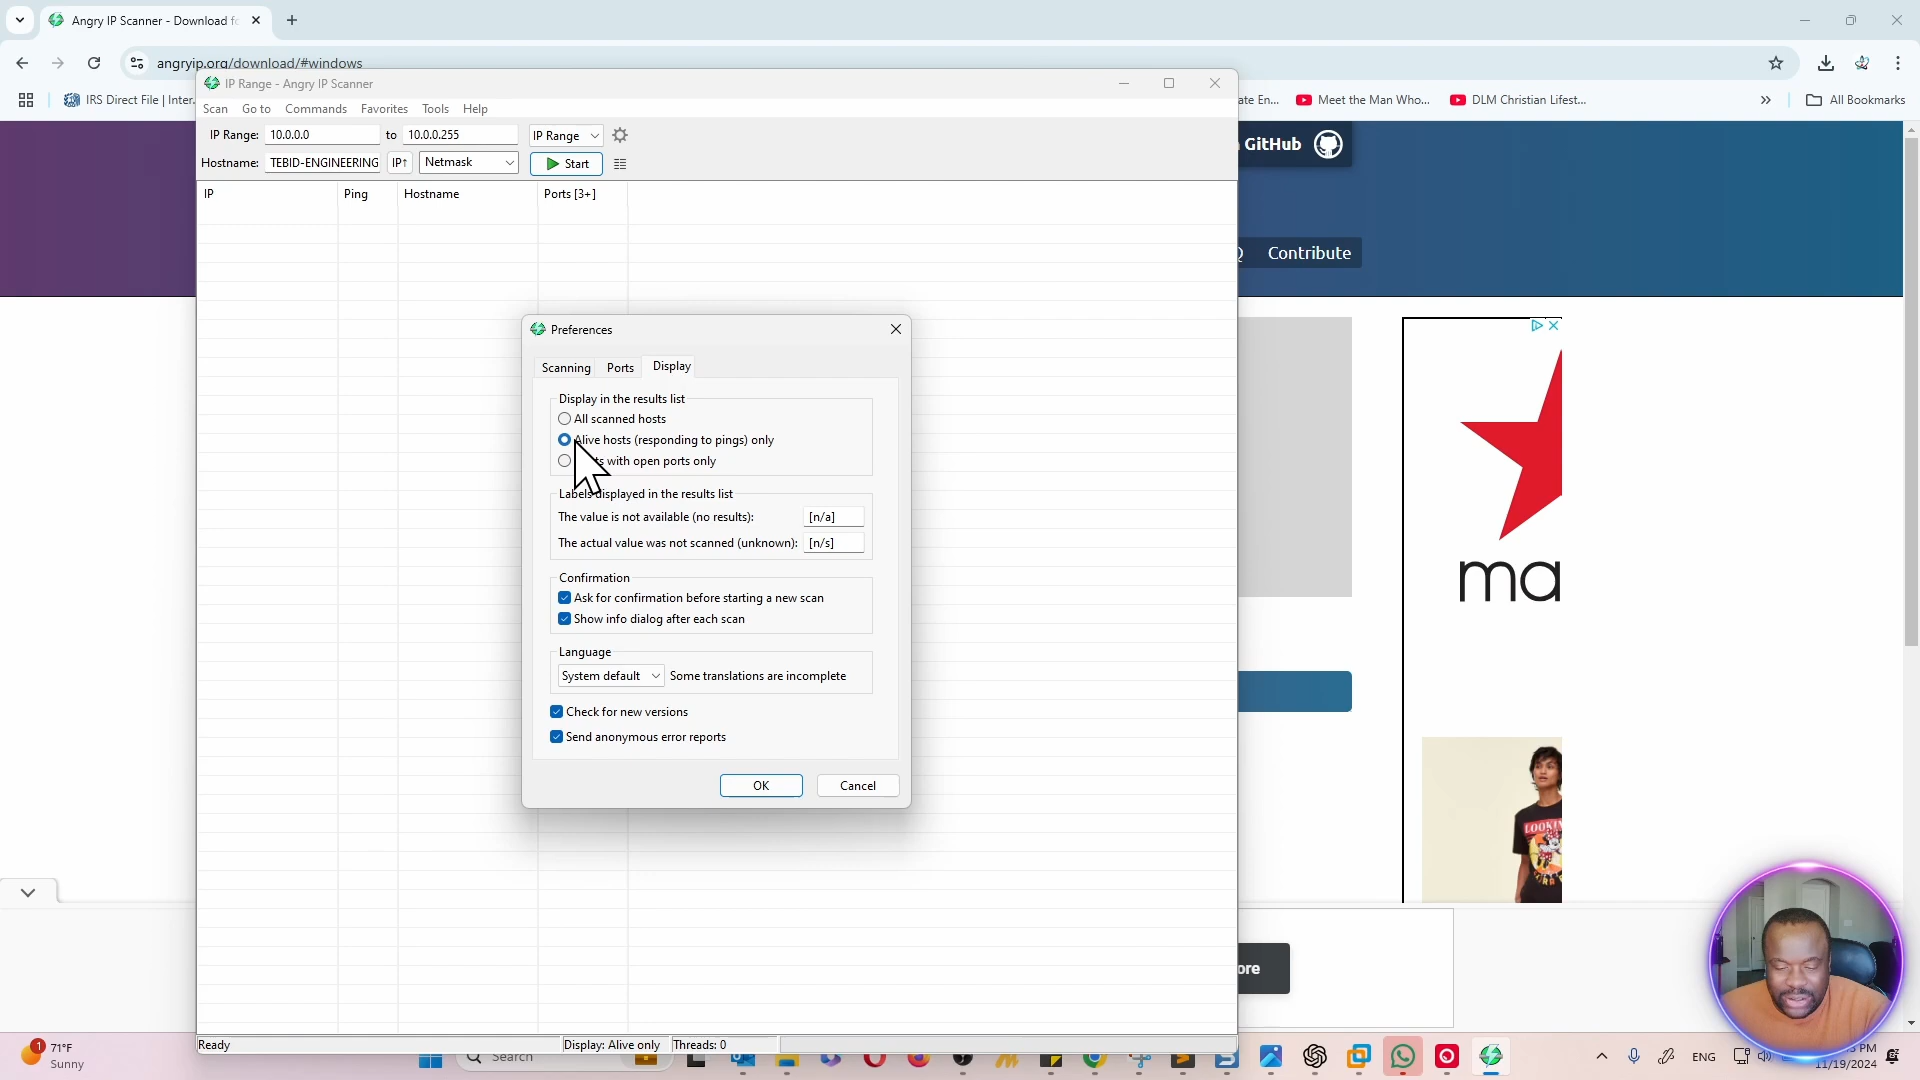 Angry IP Scanner - Download f
angryip.org/download/#windows
IRS Direct File | Inter...
ate En...
Meet the Man Who...
DLM Christian Lifest...
All Bookmarks
IP Range - Angry IP Scanner
Scan Go to Commands Favorites Tools Help
IP Range: 10.0.0.0 to 10.0.0.255 IP Range
Hostname: TEBID-ENGINEERING IP↑ Netmask Start
IP Ping Hostname Ports [3+]
GitHub
Contribute
Preferences
Scanning Ports Display
Display in the results list
All scanned hosts
Alive hosts (responding to pings) only
with open ports only
Labels displayed in the results list
The value is not available (no results): [n/a]
The actual value was not scanned (unknown): [n/s]
Confirmation
Ask for confirmation before starting a new scan
Show info dialog after each scan
Language
System default Some translations are incomplete
Check for new versions
Send anonymous error reports
OK Cancel
ma
LOOKIN
ore
Ready Display: Alive only Threads: 0
1
71°F
Sunny
Search
ENG
PM
11/19/2024